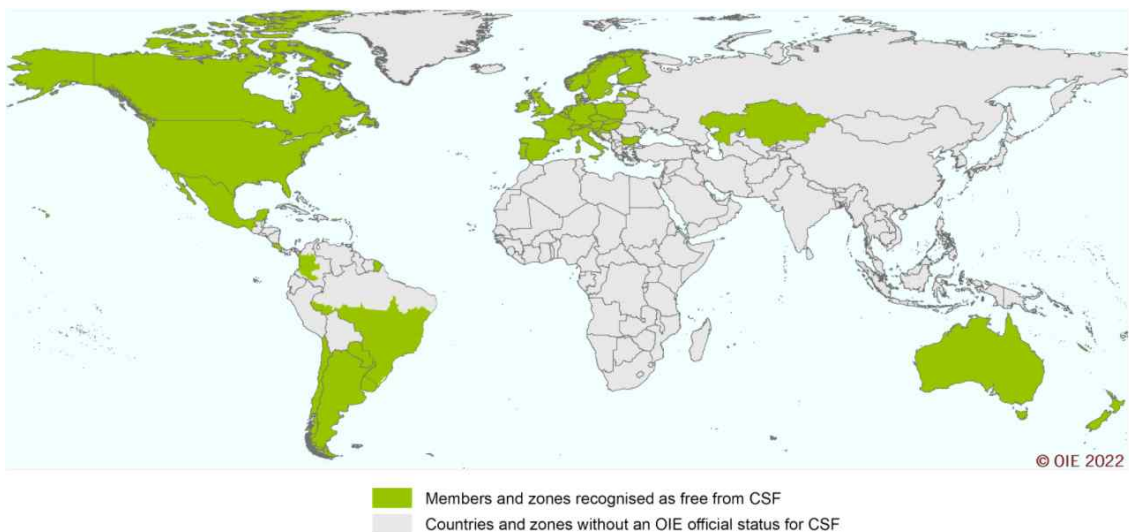 © OIE 2022
Members and zones recognised as free from CSF
Countries and zones without an OIE official status for CSF